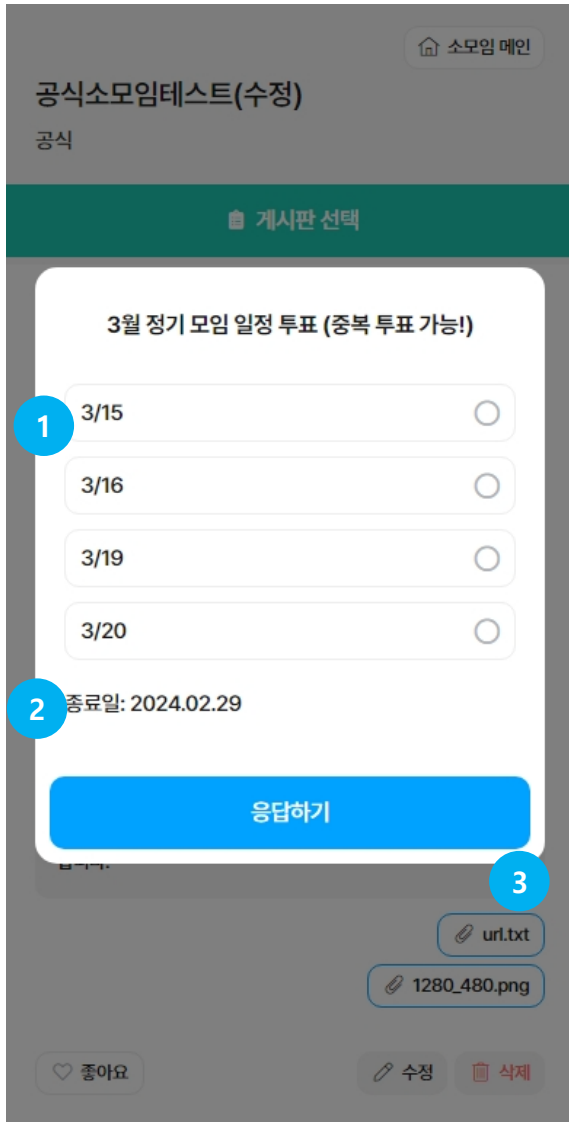 소모임 메인
공식소모임테스트(수정)
공식
게시판 선택
3월 정기 모임 일정 투표 (중복 투표 가능!)
1
3/15
3/16
3/19
3/20
2
종료일: 2024.02.29
응답하기
3
url.txt
1280_480.png
좋아요
수정
삭제